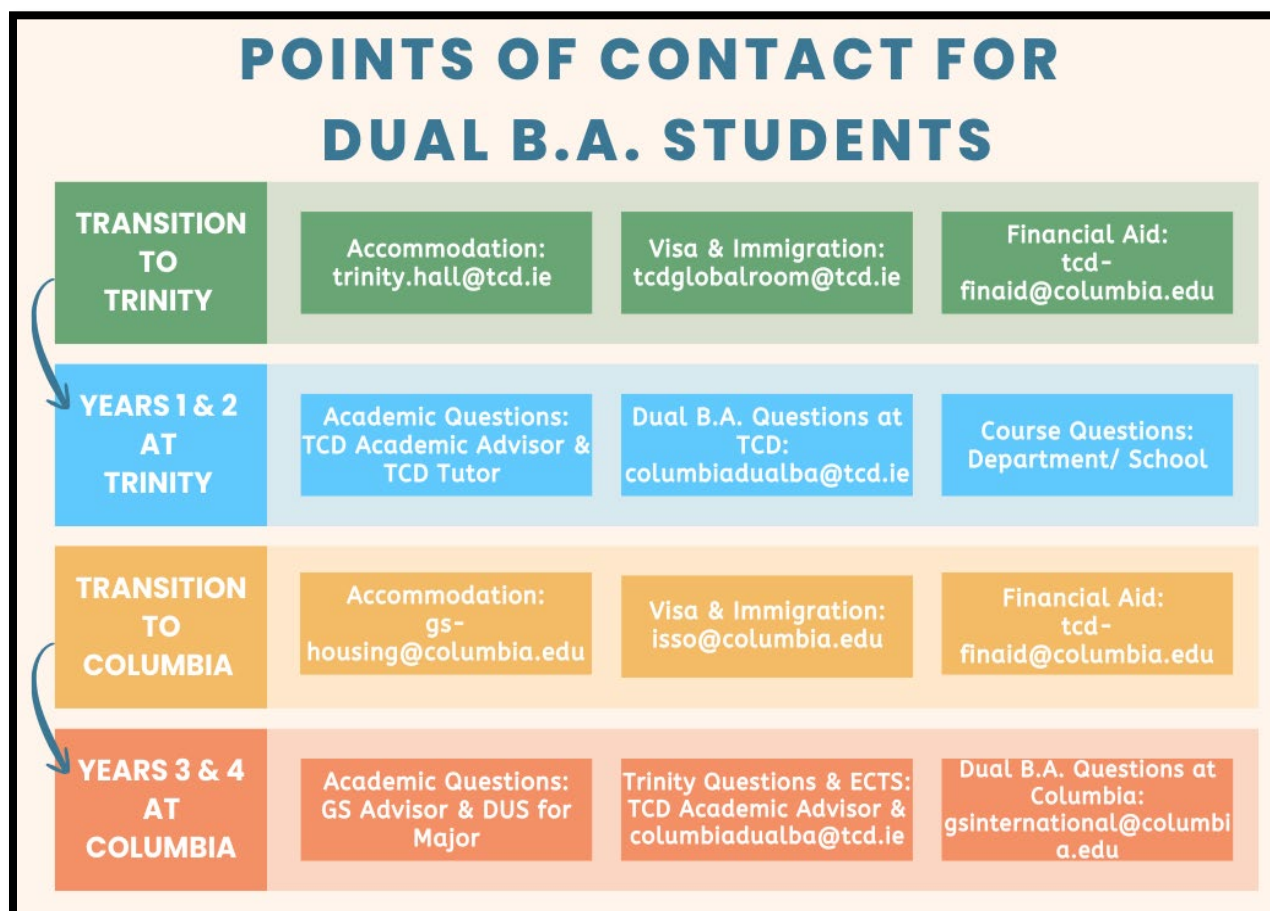 POINTS OF CONTACT FOR
DUAL B.A. STUDENTS
TRANSITION
TO
TRINITY
Accommodation:
trinity.hall@tcd.ie
Visa & Immigration:
tcdglobalroom@tcd.ie
Financial Aid:
tcd-
finaid@columbia.edu
YEARS 1 & 2
AT
TRINITY
Academic Questions:
TCD Academic Advisor &
TCD Tutor
Dual B.A. Questions at
TCD:
columbiadualba@tcd.ie
Course Questions:
Department/ School
TRANSITION
TO
COLUMBIA
Accommodation:
gs-
housing@columbia.edu
Visa & Immigration:
isso@columbia.edu
Financial Aid:
tcd-
finaid@columbia.edu
YEARS 3 & 4
AT
COLUMBIA
Academic Questions:
GS Advisor & DUS for
Major
Trinity Questions & ECTS:
TCD Academic Advisor &
columbiadualba@tcd.ie
Dual B.A. Questions at
Columbia:
gsinternational@columbi
a.edu